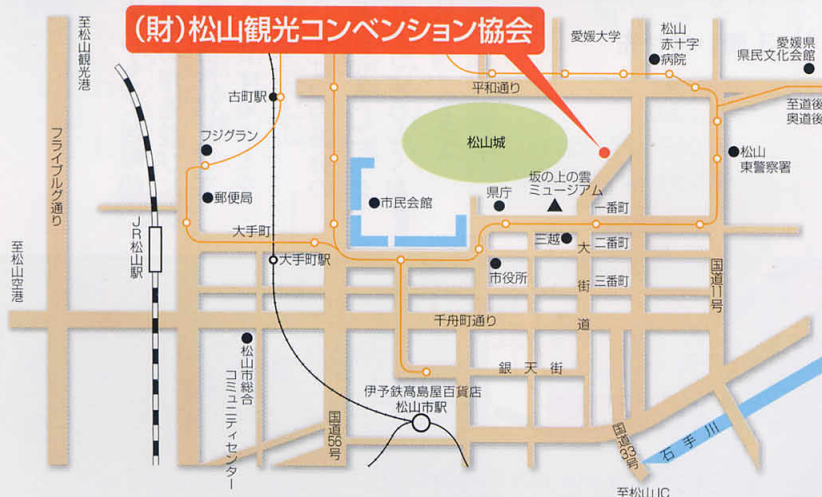 (財)松山観光コンベンション協会
至松山観光港
愛媛大学
松山
赤十字
病院
愛媛県
県民文化会館
古町駅
平和通り
至道後
奥道後
フライブルグ通り
フジグラン
松山城
松山
東警察署
郵便局
市民会館
県庁
坂の上の雲
ミュージアム
一番町
JR松山駅
大手町
三越
二番町
至松山空港
大手町駅
市役所
大街道
三番町
国道11号
千舟町通り
松山市総合
コミュニティセンター
銀天街
伊予鉄髙島屋百貨店
松山市駅
国道56号
国道33号
石手川
至松山IC